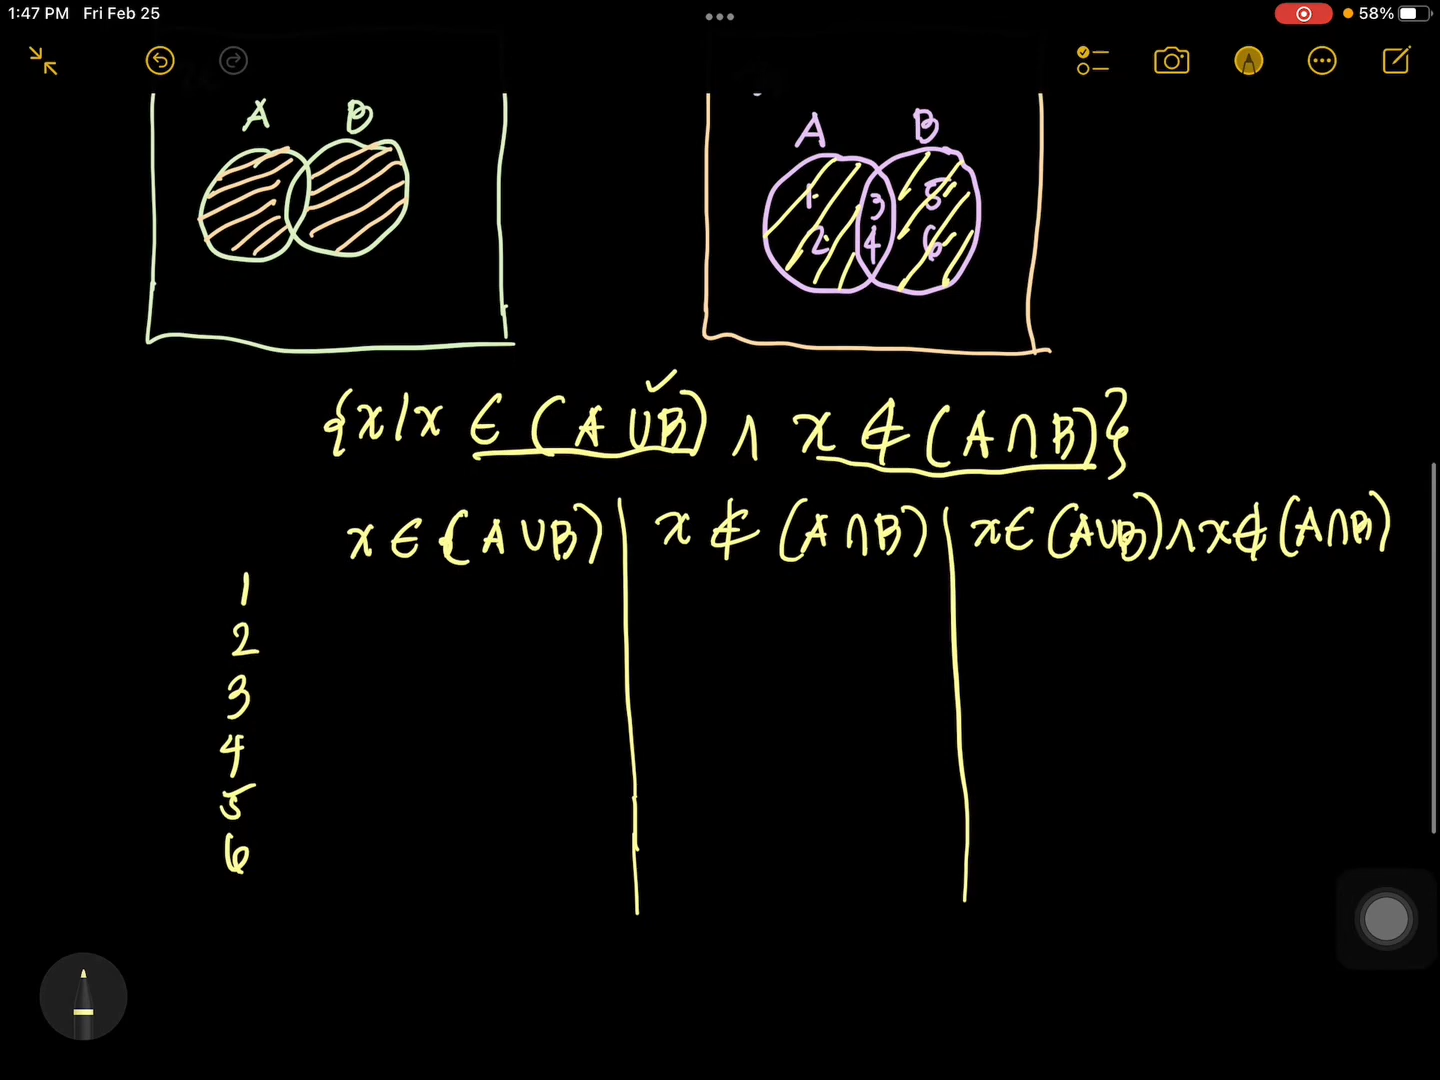 1:47 PM Fri Feb 25
58%
A B
A B
1 3 5
2 4 6
{x/x ∈ (A ∪ B) ∧ x ∉ (A ∩ B)}
x ∈ (A ∪ B) x ∉ (A ∩ B) x ∈ (A ∪ B) ∧ x ∉ (A ∩ B)
1
2
3
4
5
6